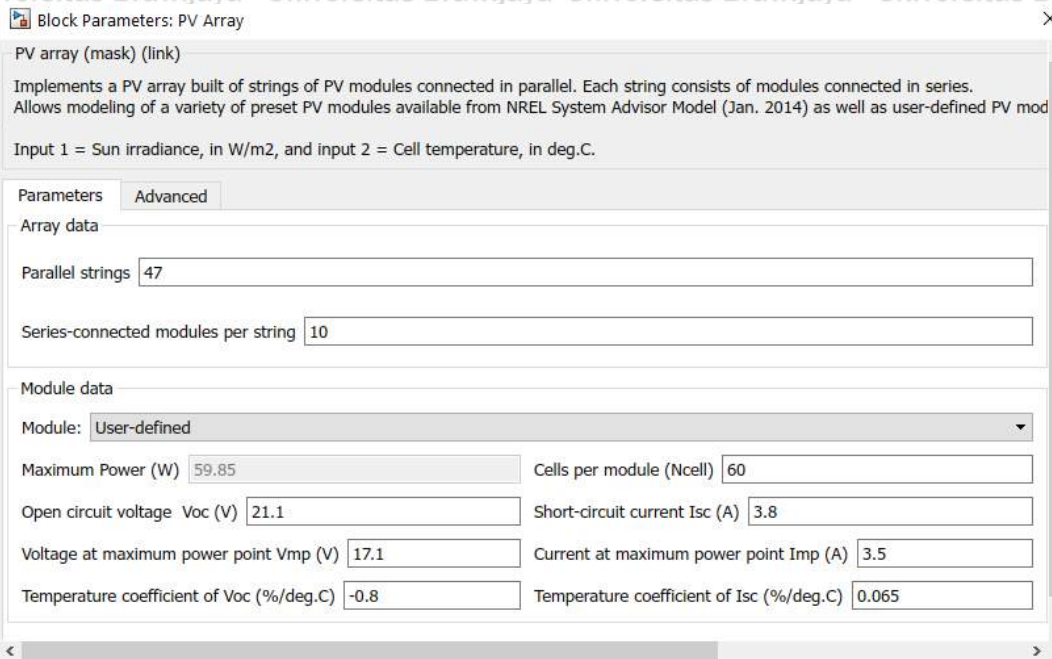 Block Parameters: PV Array
PV array (mask) (link)
Implements a PV array built of strings of PV modules connected in parallel. Each string consists of modules connected in series.
Allows modeling of a variety of preset PV modules available from NREL System Advisor Model (Jan. 2014) as well as user-defined PV mod
Input 1 = Sun irradiance, in W/m2, and input 2 = Cell temperature, in deg.C.
Parameters Advanced
Array data
Parallel strings 47
Series-connected modules per string 10
Module data
Module: User-defined
Maximum Power (W) 59.85 Cells per module (Ncell) 60
Open circuit voltage Voc (V) 21.1 Short-circuit current Isc (A) 3.8
Voltage at maximum power point Vmp (V) 17.1 Current at maximum power point Imp (A) 3.5
Temperature coefficient of Voc (%/deg.C) -0.8 Temperature coefficient of Isc (%/deg.C) 0.065